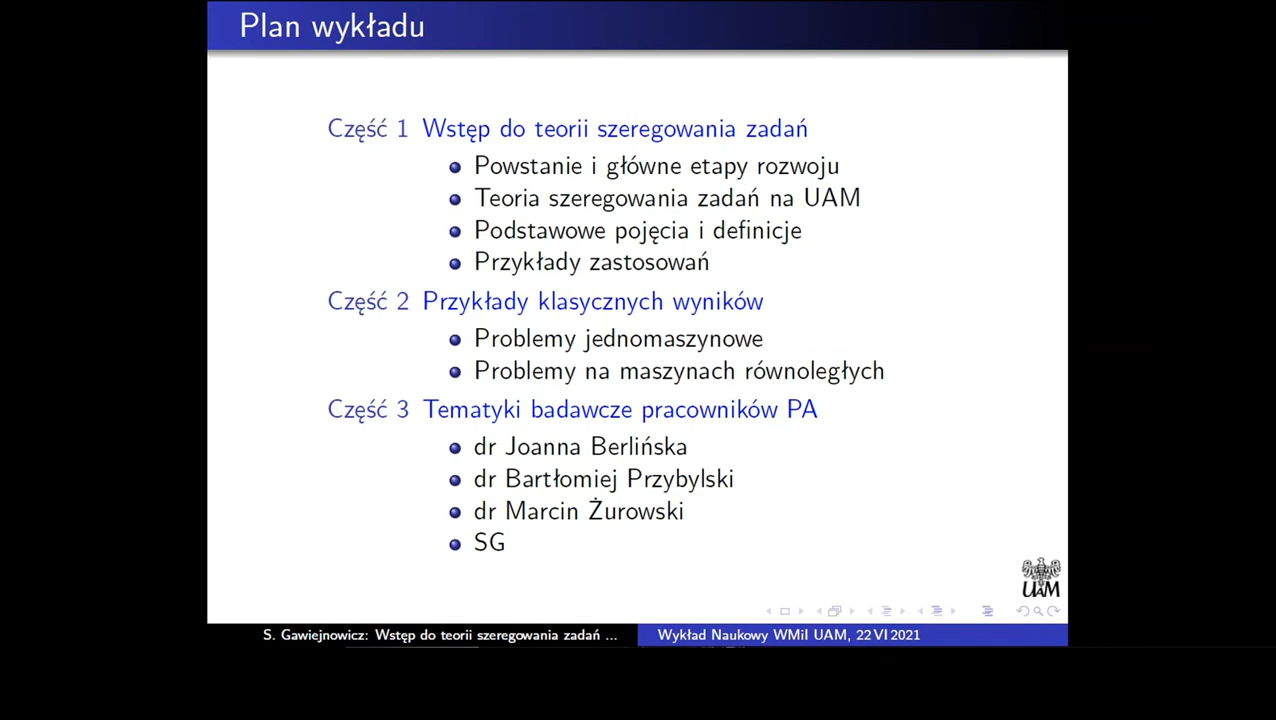 Plan wykładu
Część 1 Wstęp do teorii szeregowania zadań
Powstanie i główne etapy rozwoju
Teoria szeregowania zadań na UAM
Podstawowe pojęcia i definicje
Przykłady zastosowań
Część 2 Przykłady klasycznych wyników
Problemy jednomaszynowe
Problemy na maszynach równoległych
Część 3 Tematyki badawcze pracowników PA
dr Joanna Berlińska
dr Bartłomiej Przybylski
dr Marcin Żurowski
SG
UAM
S. Gawiejnowicz: Wstęp do teorii szeregowania zadań ... Wykład Naukowy WMiI UAM, 22 VI 2021